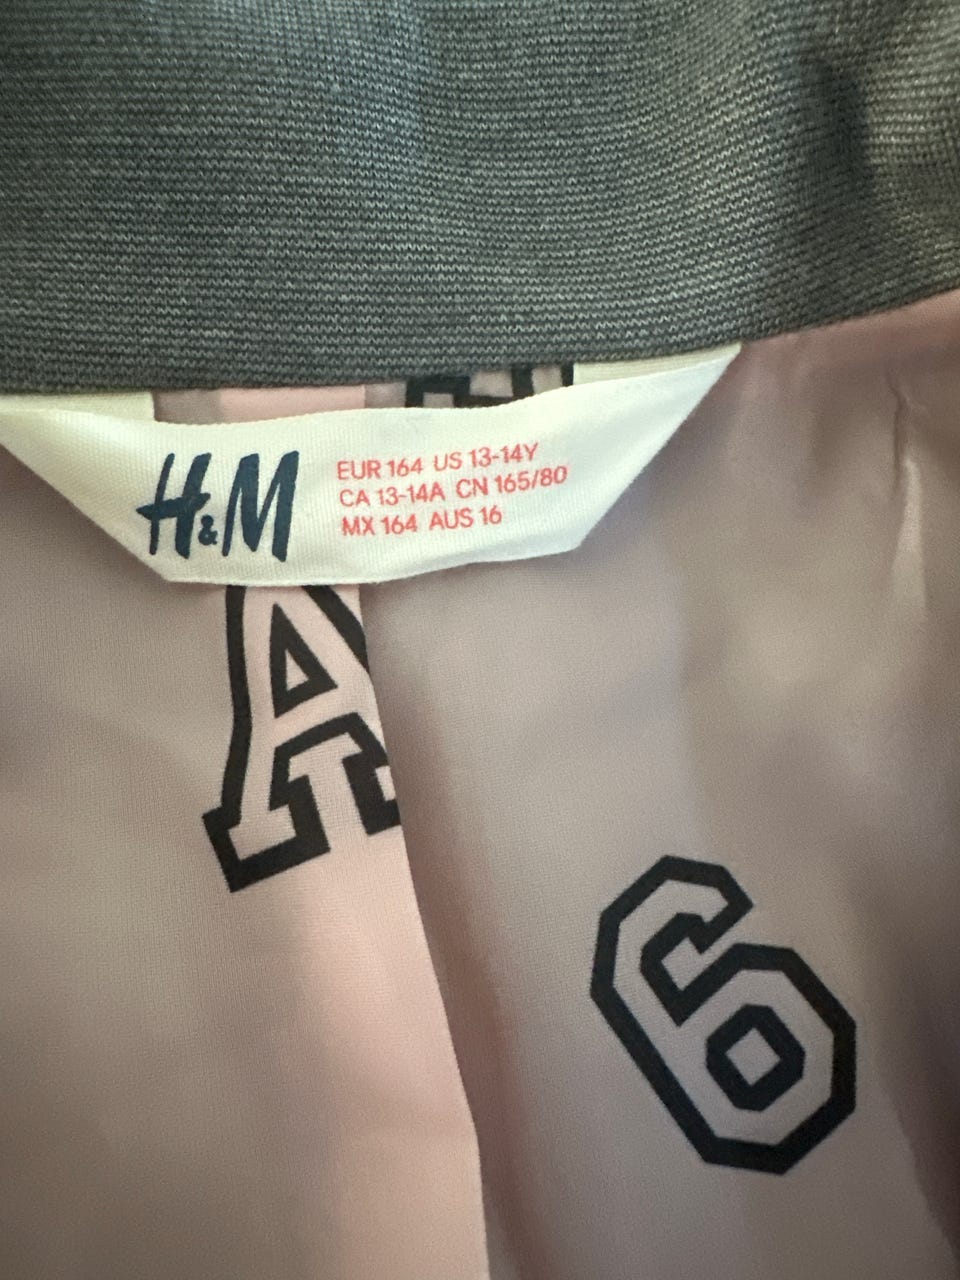 H&M
EUR 164 US 13-14Y
CA 13-14A CN 165/80
MX 164 AUS 16
A
6